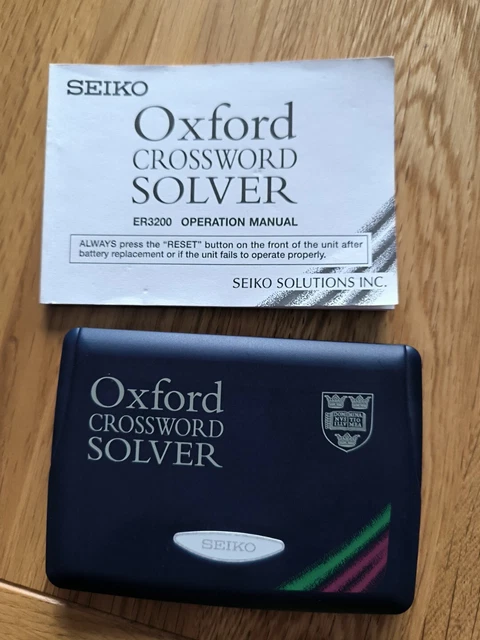 SEIKO
Oxford
CROSSWORD
SOLVER
ER3200 OPERATION MANUAL
ALWAYS press the "RESET" button on the front of the unit after
battery replacement or if the unit fails to operate properly.
SEIKO SOLUTIONS INC.
Oxford
CROSSWORD
SOLVER
SEIKO